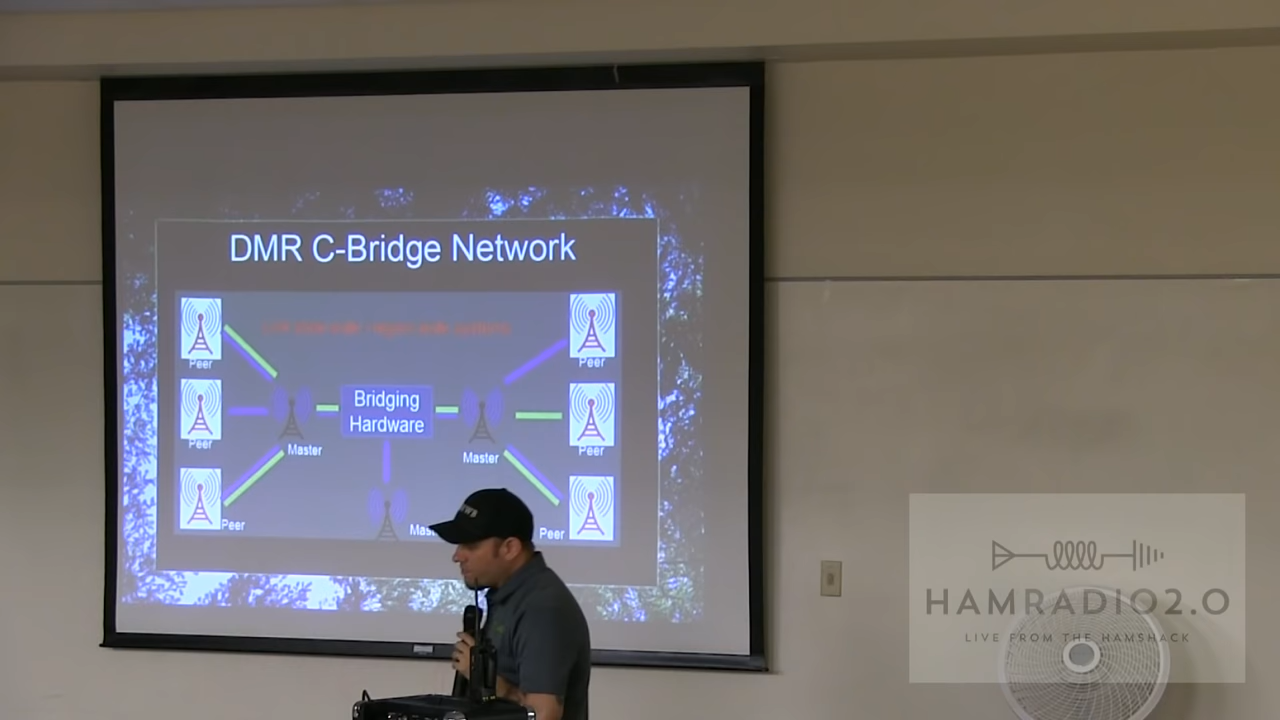 DMR C-Bridge Network
Peer
Peer
Bridging
Hardware
Peer
Peer
Master
Master
Peer
Peer
HAMRADIO2.0
LIVE FROM THE HAMSHACK